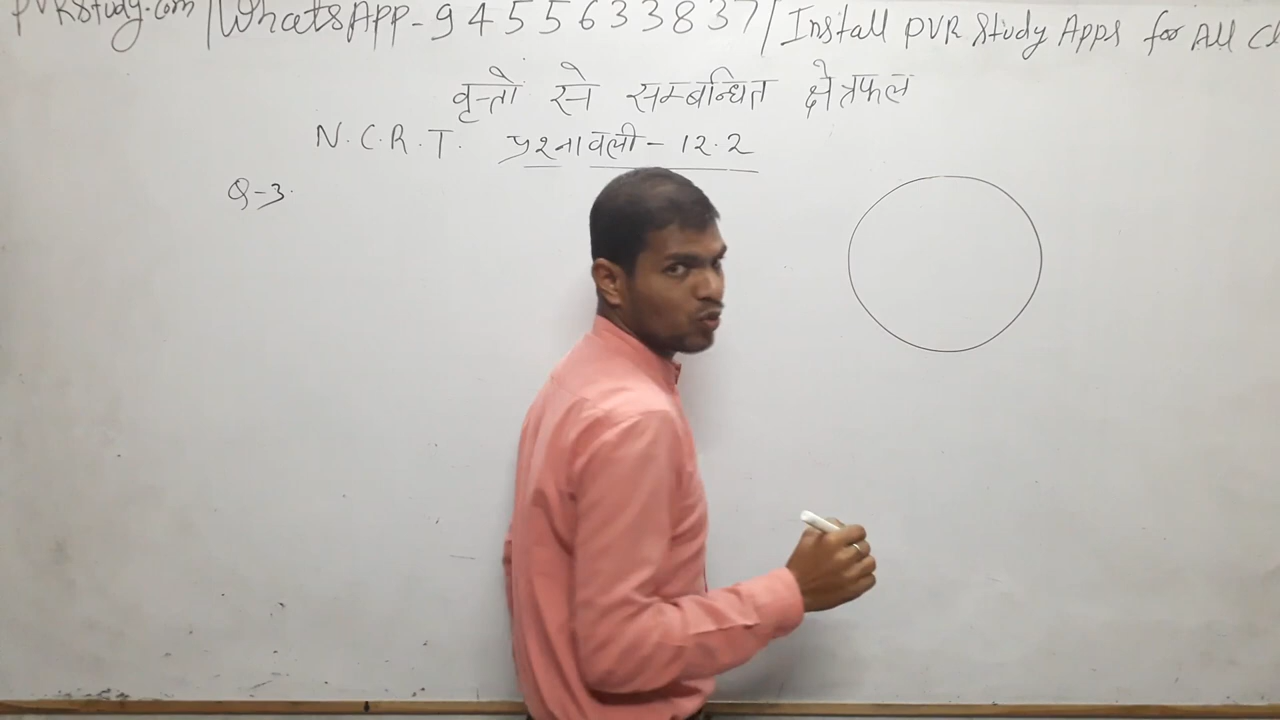 PVRStudy.com | WhatsApp - 9455633837 | Install PVR Study Apps for All
वृत्तों से सम्बन्धित क्षेत्रफल
N.C.R.T. प्रश्नावली - 12.2
Q-3.